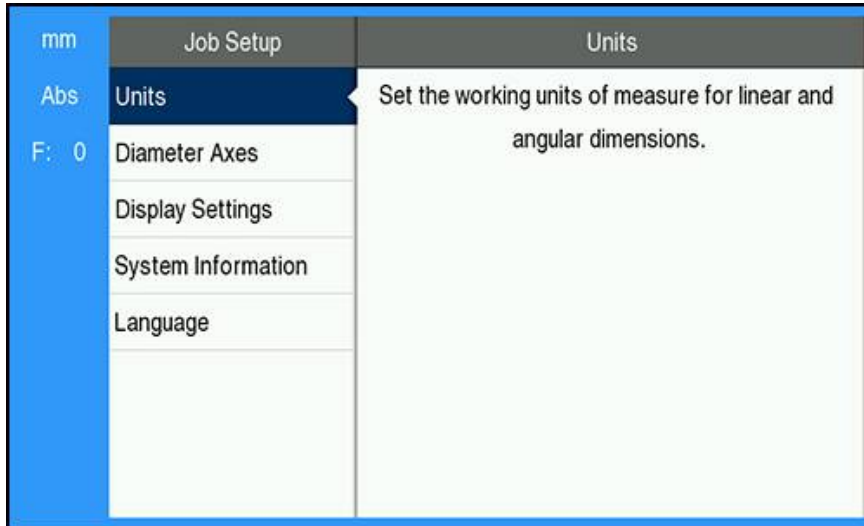 mm
Abs
F: 0
Job Setup
Units
Diameter Axes
Display Settings
System Information
Language
Units
Set the working units of measure for linear and
angular dimensions.